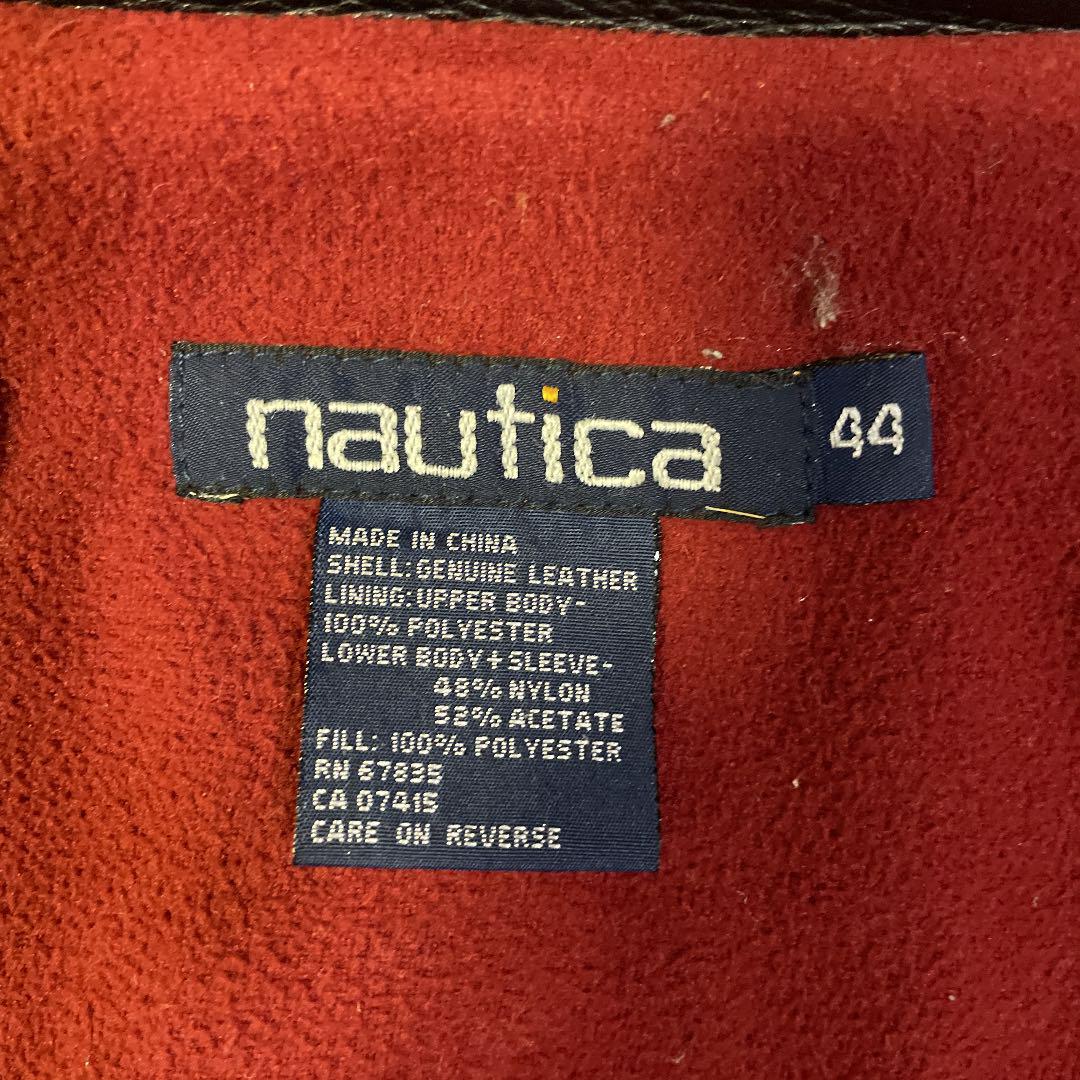 nautica 44
MADE IN CHINA
SHELL: GENUINE LEATHER
LINING: UPPER BODY-
100% POLYESTER
LOWER BODY + SLEEVE-
48% NYLON
52% ACETATE
FILL: 100% POLYESTER
RN 67835
CA 07415
CARE ON REVERSE